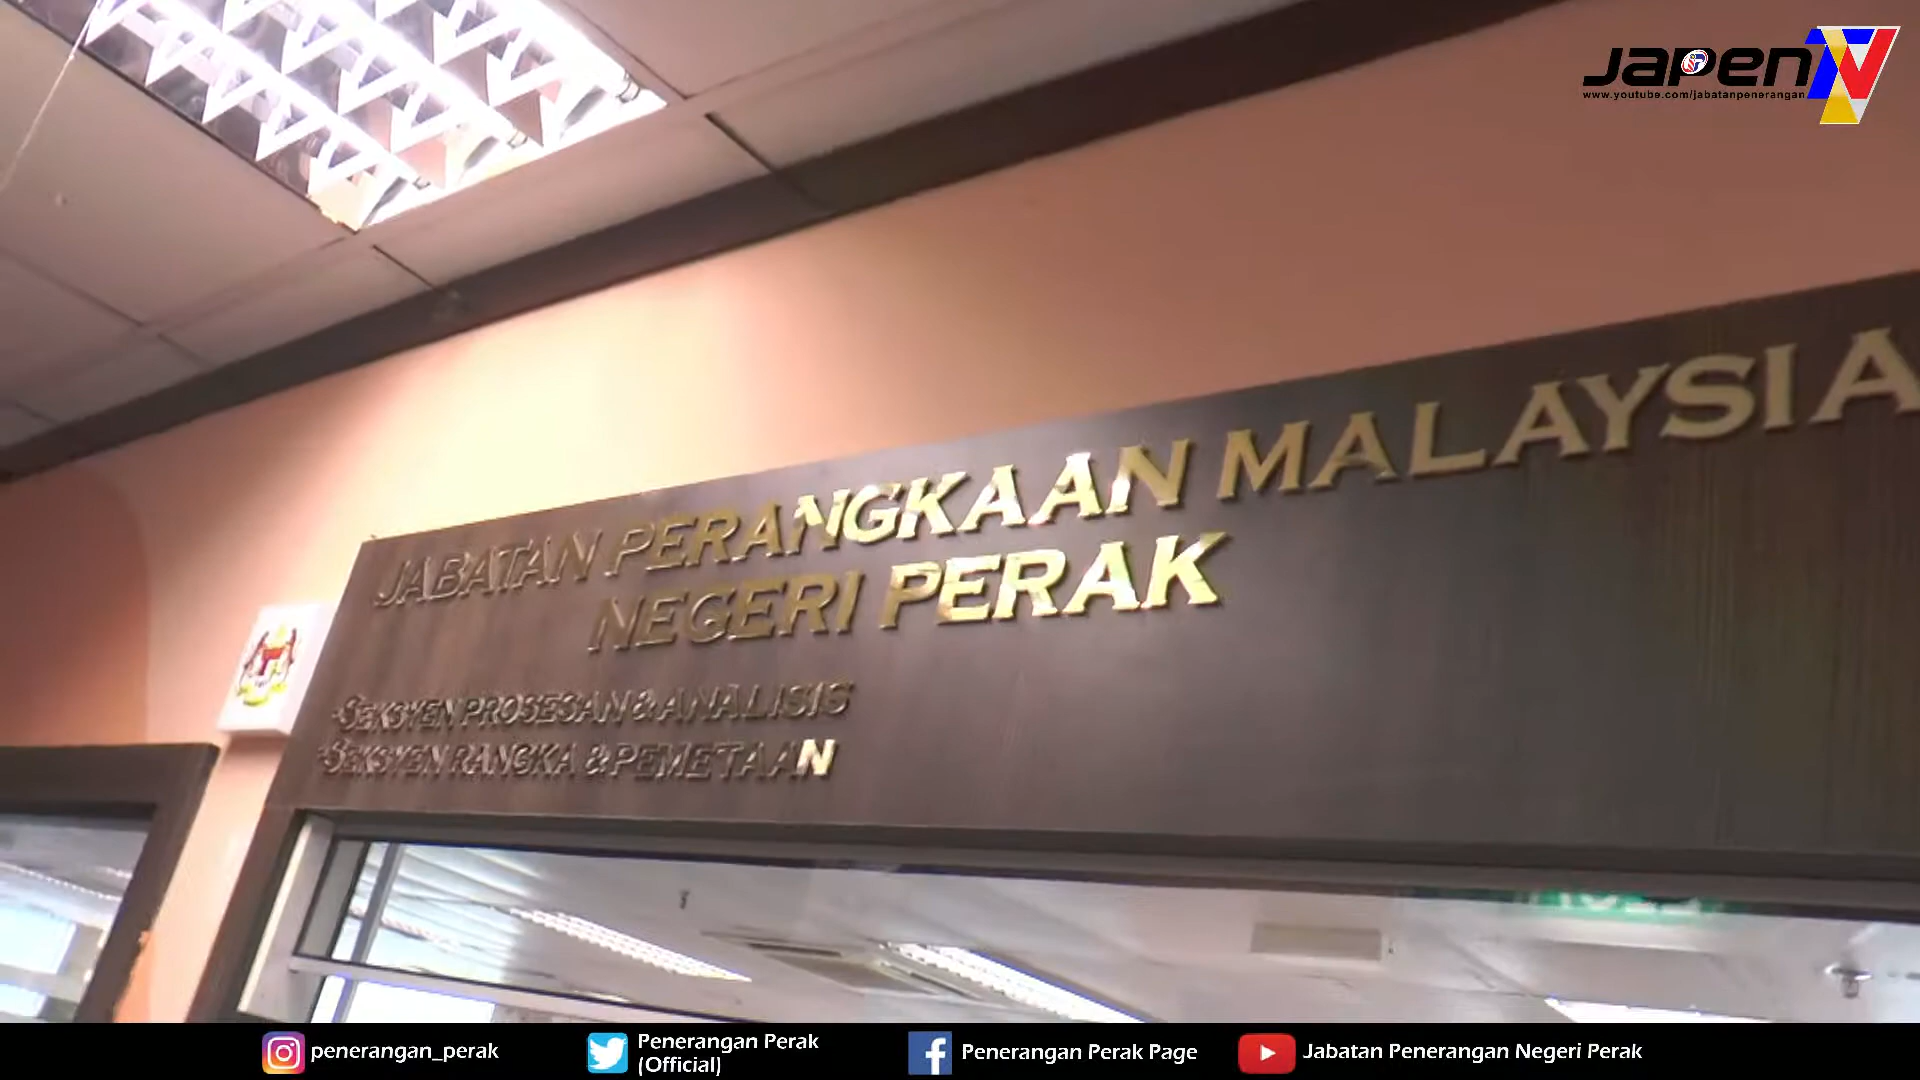 JAPEN TV
www.youtube.com/jabatanpenerangan
JABATAN PERANGKAAN MALAYSIA
NEGERI PERAK
•SEKSYEN PROSESAN & ANALISIS
•SEKSYEN RANGKA & PEMETAAN
penerangan_perak
Penerangan Perak
(Official)
Penerangan Perak Page
Jabatan Penerangan Negeri Perak